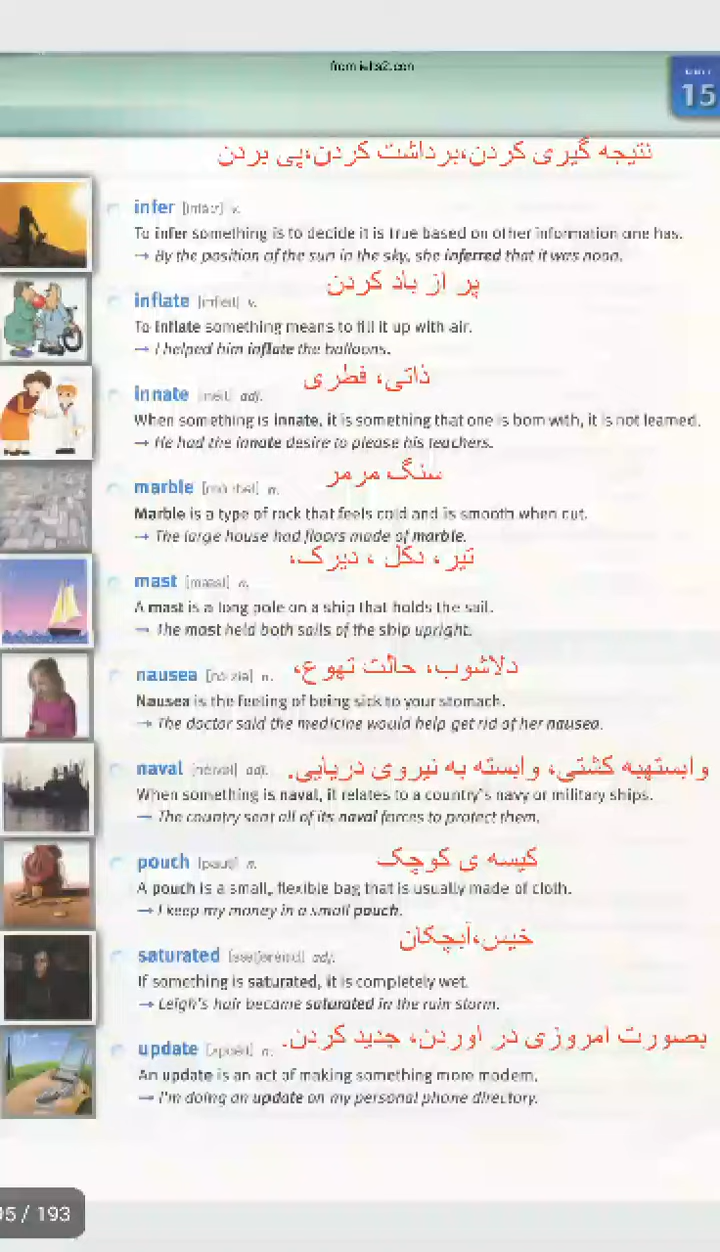 from ielts2.com
UNIT
15
نتیجه گیری کردن،برداشت کردن،پی بردن
infer v.
To infer something is to decide it is true based on other information one has.
→ By the position of the sun in the sky, she inferred that it was noon.
پر از باد کردن
inflate v.
To inflate something means to fill it up with air.
→ I helped him inflate the balloons.
ذاتی، فطری
innate adj.
When something is innate, it is something that one is born with, it is not learned.
→ He had the innate desire to please his teachers.
سنگ مرمر
marble n.
Marble is a type of rock that feels cold and is smooth when cut.
→ The large house had floors made of marble.
تیر، دکل ، دیرک،
mast [mæst] n.
A mast is a long pole on a ship that holds the sail.
→ The mast held both sails of the ship upright.
nausea n. دلاشوب، حالت تهوع،
Nausea is the feeling of being sick to your stomach.
→ The doctor said the medicine would help get rid of her nausea.
naval adj. وابستهبه کشتی، وابسته به نیروی دریایی.
When something is naval, it relates to a country's navy or military ships.
→ The country sent all of its naval forces to protect them.
pouch n. کیسه ی کوچک
A pouch is a small, flexible bag that is usually made of cloth.
→ I keep my money in a small pouch.
خیس،آبچکان
saturated adj.
If something is saturated, it is completely wet.
→ Leigh's hair became saturated in the rain storm.
update n. بصورت امروزی در اوردن، جدید کردن.
An update is an act of making something more modern.
→ I'm doing an update on my personal phone directory.
95 / 193